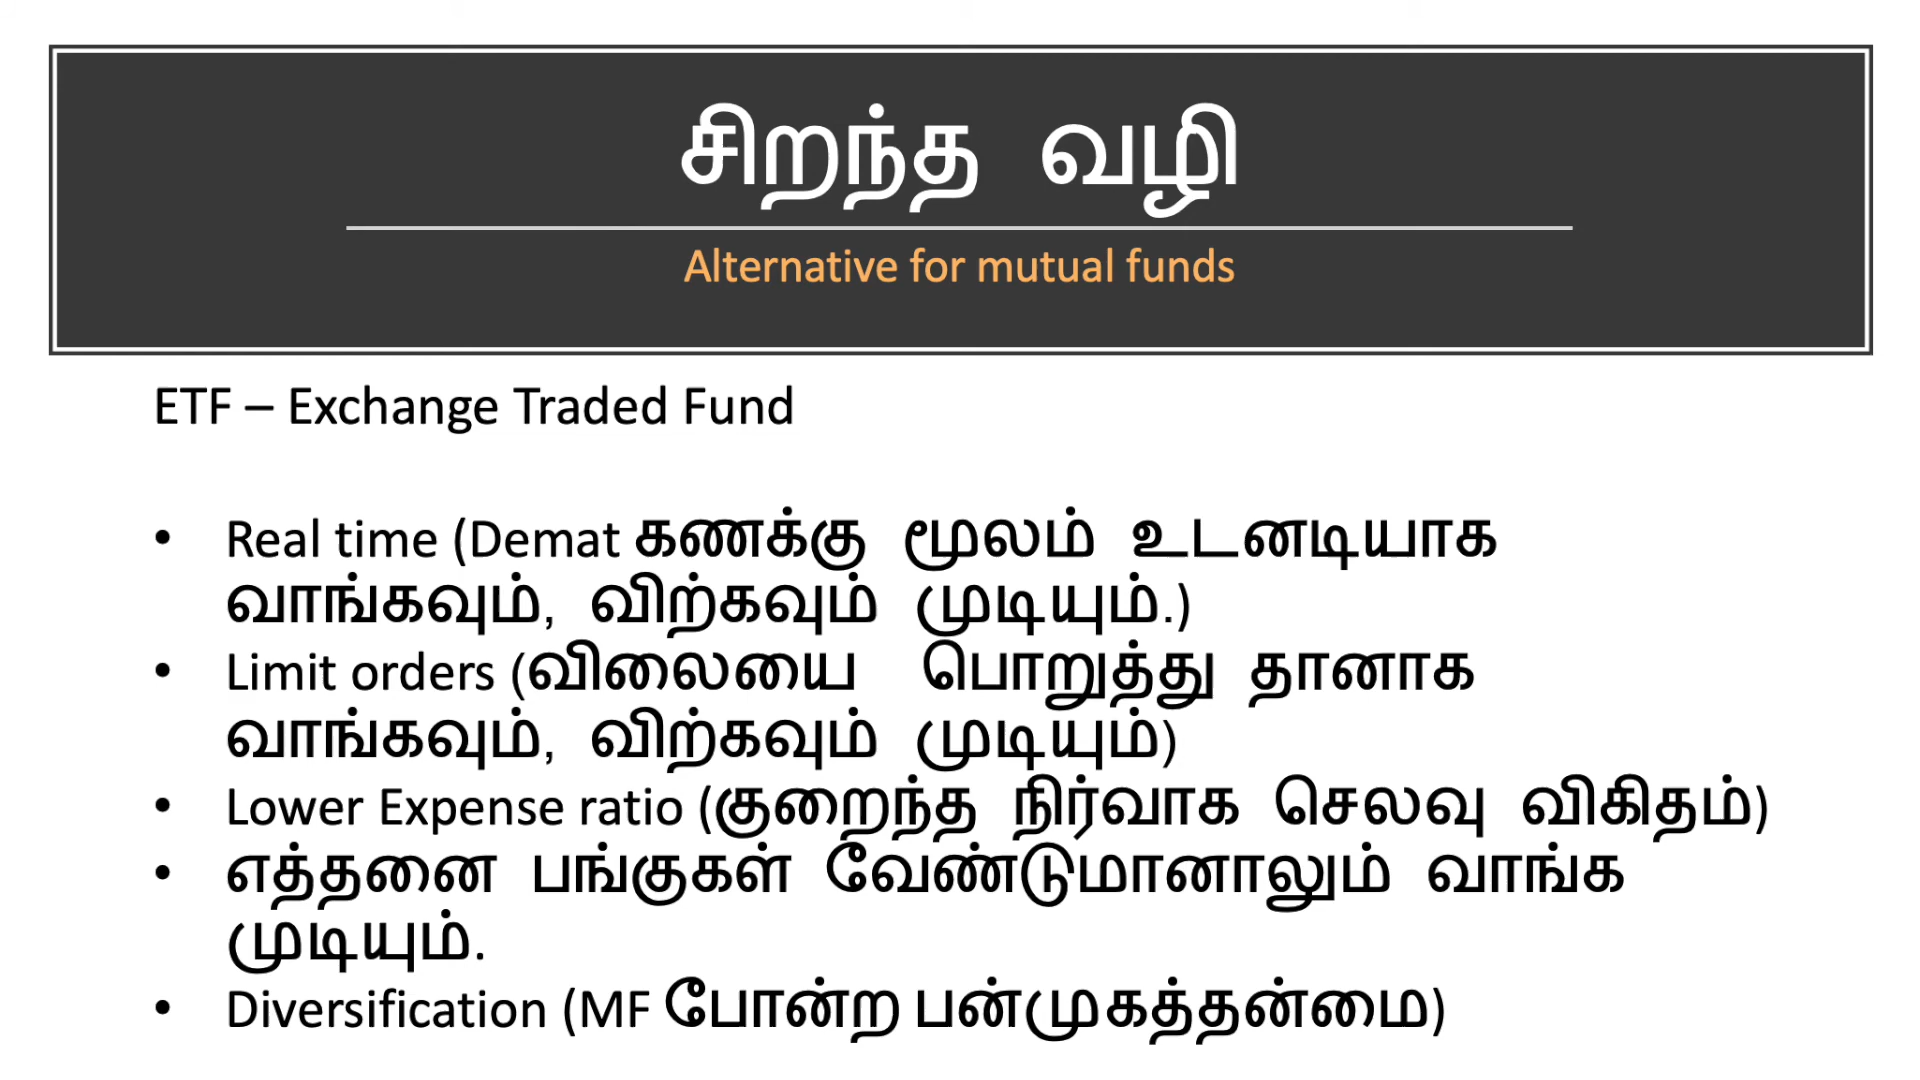 சிறந்த வழி
Alternative for mutual funds
ETF – Exchange Traded Fund
• Real time (Demat கணக்கு மூலம் உடனடியாக
வாங்கவும், விற்கவும் முடியும்.)
• Limit orders (விலையை பொறுத்து தானாக
வாங்கவும், விற்கவும் முடியும்)
• Lower Expense ratio (குறைந்த நிர்வாக செலவு விகிதம்)
• எத்தனை பங்குகள் வேண்டுமானாலும் வாங்க
முடியும்.
• Diversification (MF போன்ற பன்முகத்தன்மை)